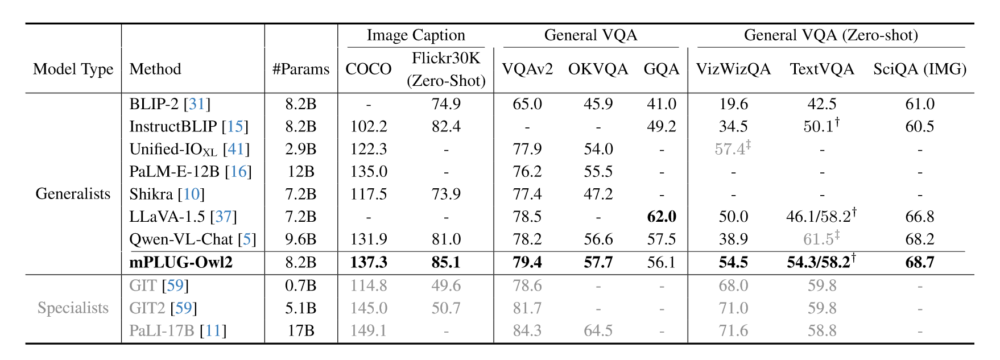 Image Caption General VQA General VQA (Zero-shot)
Model Type Method #Params COCO Flickr30K (Zero-Shot) VQAv2 OKVQA GQA VizWizQA TextVQA SciQA (IMG)
BLIP-2 [31] 8.2B - 74.9 65.0 45.9 41.0 19.6 42.5 61.0
InstructBLIP [15] 8.2B 102.2 82.4 - - 49.2 34.5 50.1† 60.5
Unified-IOXL [41] 2.9B 122.3 - 77.9 54.0 - 57.4‡ - -
PaLM-E-12B [16] 12B 135.0 - 76.2 55.5 - - - -
Generalists Shikra [10] 7.2B 117.5 73.9 77.4 47.2 - - - -
LLaVA-1.5 [37] 7.2B - - 78.5 - 62.0 50.0 46.1/58.2† 66.8
Qwen-VL-Chat [5] 9.6B 131.9 81.0 78.2 56.6 57.5 38.9 61.5‡ 68.2
mPLUG-Owl2 8.2B 137.3 85.1 79.4 57.7 56.1 54.5 54.3/58.2† 68.7
GIT [59] 0.7B 114.8 49.6 78.6 - - 68.0 59.8 -
Specialists GIT2 [59] 5.1B 145.0 50.7 81.7 - - 71.0 59.8 -
PaLI-17B [11] 17B 149.1 - 84.3 64.5 - 71.6 58.8 -